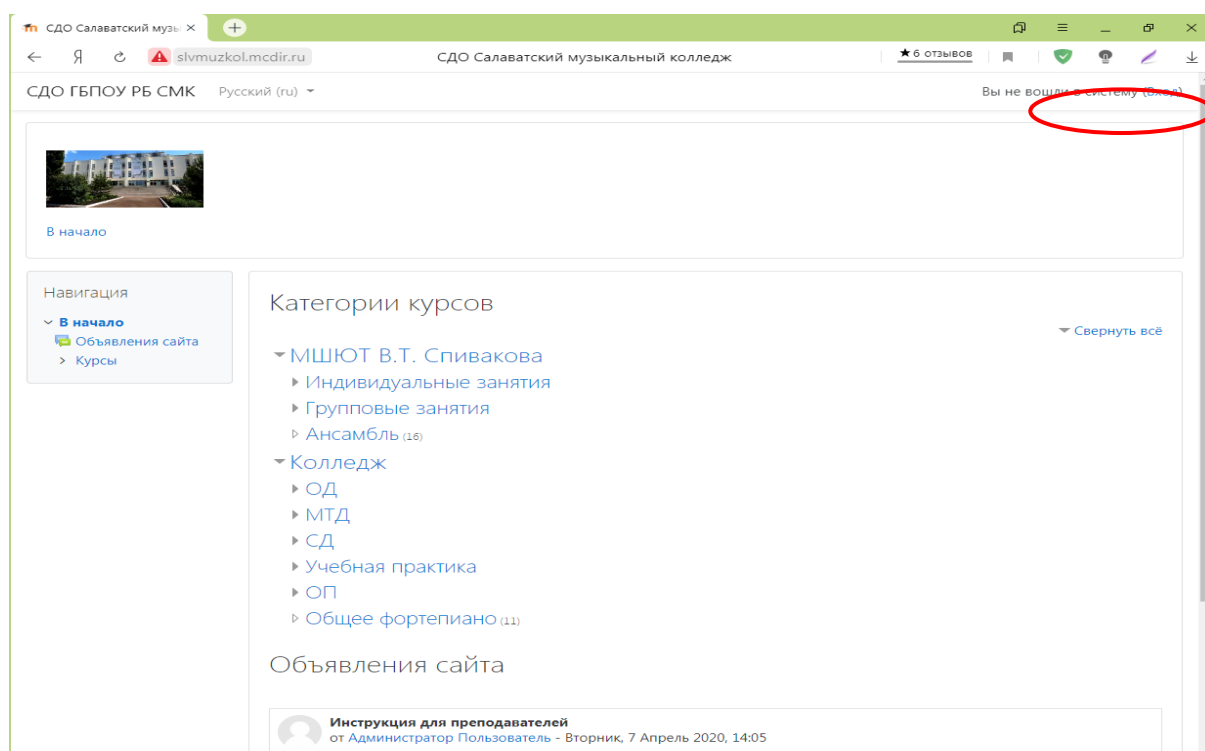 СДО Салаватский музы
slvmuzkol.mcdir.ru
СДО Салаватский музыкальный колледж
★6 отзывов
СДО ГБПОУ РБ СМК Русский (ru)
Вы не вошли в систему (Вход)
В начало
Навигация
В начало
Объявления сайта
Курсы
Категории курсов
Свернуть всё
МШЮТ В.Т. Спивакова
Индивидуальные занятия
Групповые занятия
Ансамбль (16)
Колледж
ОД
МТД
СД
Учебная практика
ОП
Общее фортепиано (11)
Объявления сайта
Инструкция для преподавателей
от Администратор Пользователь - Вторник, 7 Апрель 2020, 14:05